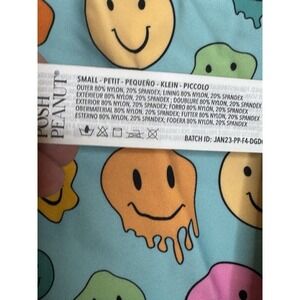 POSH
PEANUT®
SMALL - PETIT - PEQUEÑO - KLEIN - PICCOLO
OUTER 80% NYLON, 20% SPANDEX, LINING 80% NYLON, 20% SPANDEX
EXTÉRIEUR 80% NYLON, 20% SPANDEX; DOUBLURE 80% NYLON, 20% SPANDEX
EXTERIOR 80% NYLON, 20% SPANDEX; FORRO 80% NYLON, 20% SPANDEX
OBERMATERIAL 80% NYLON, 20% SPANDEX; FUTTER 80% NYLON, 20% SPANDEX
ESTERNO 80% NYLON, 20% SPANDEX; FODERA 80% NYLON, 20% SPANDEX
BATCH ID: JAN23-PP-F4-DGD